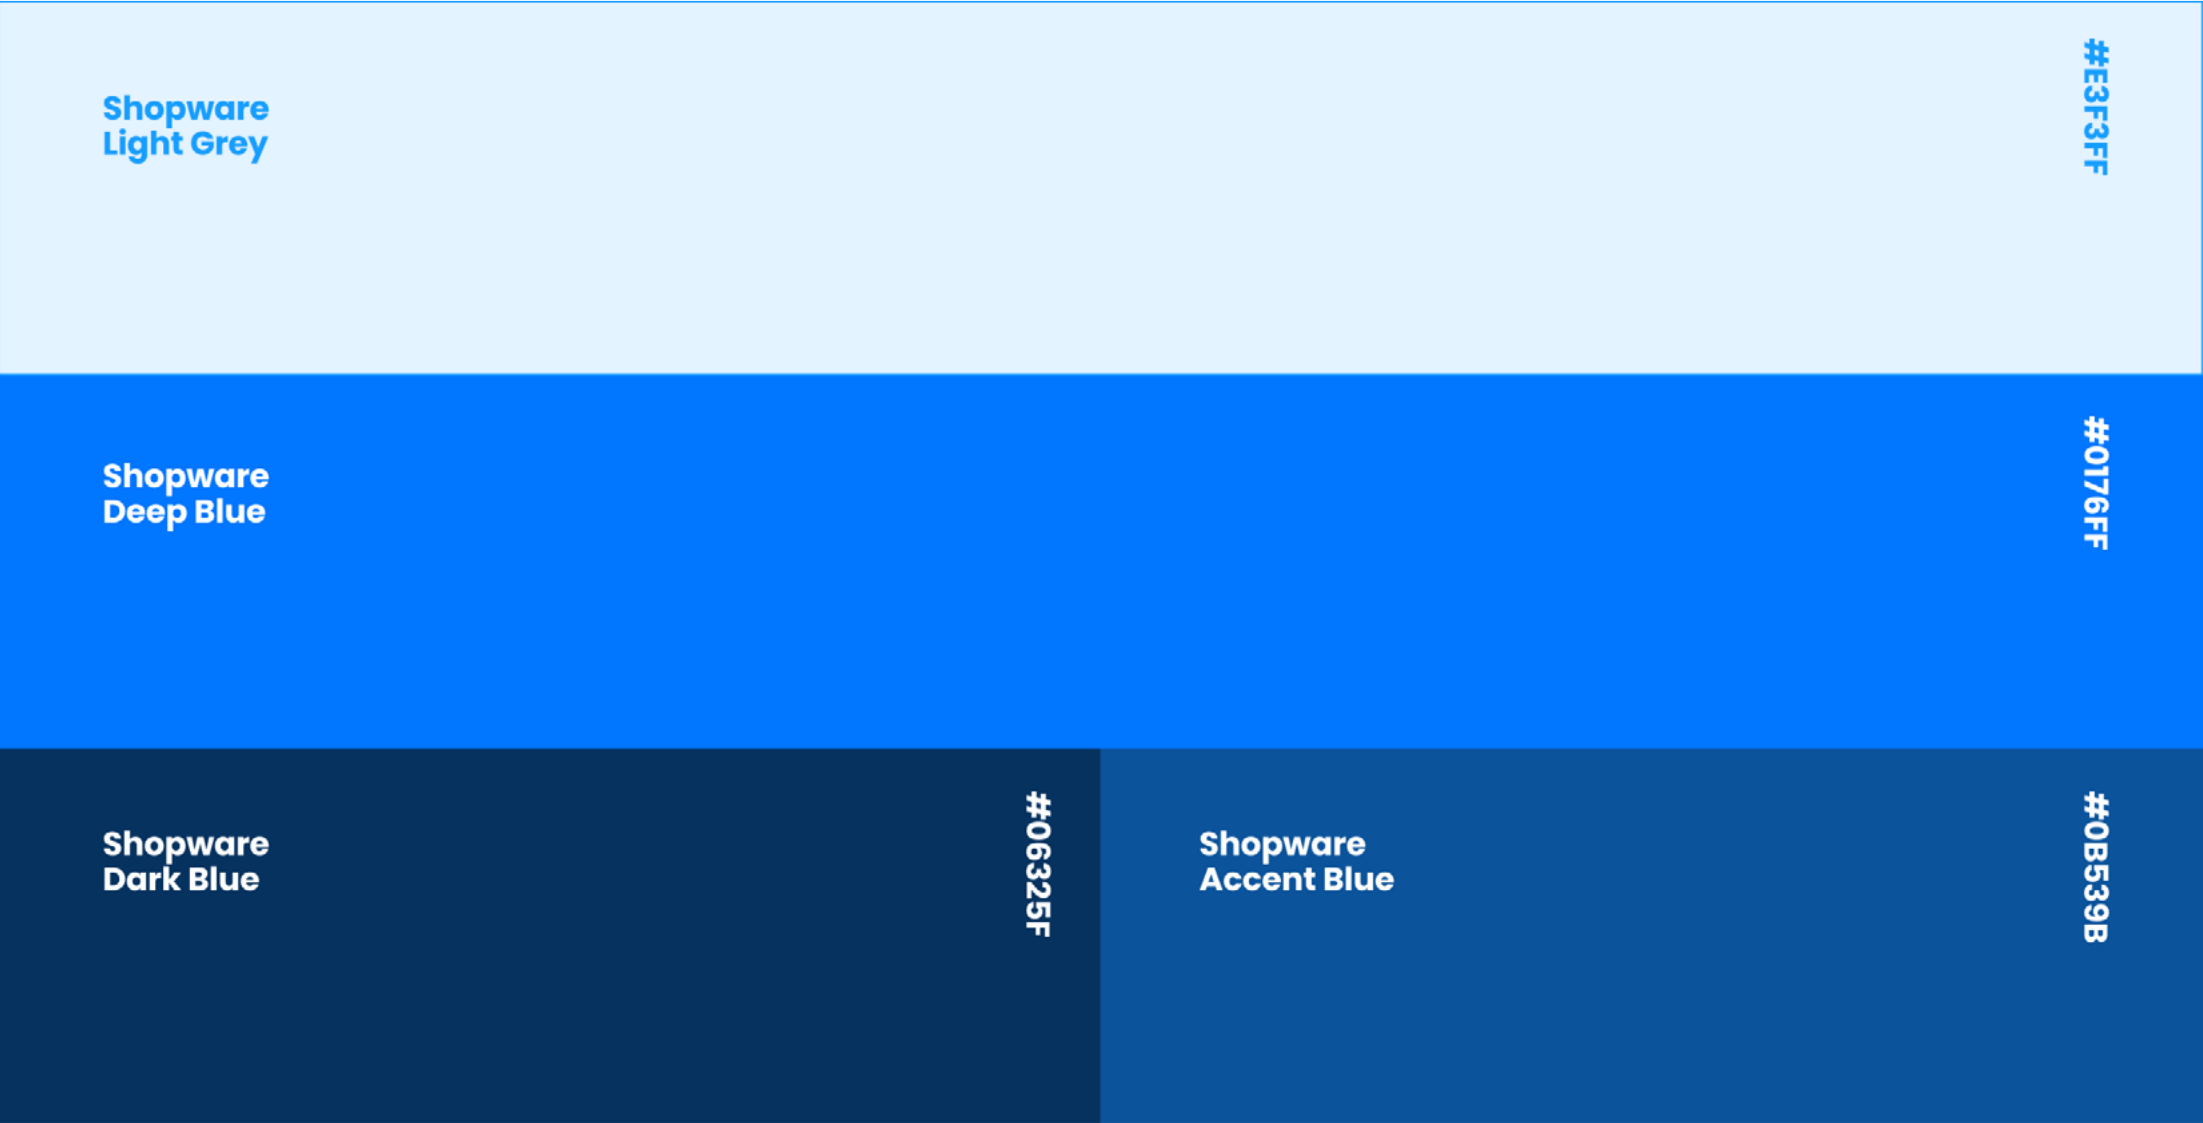 Shopware
Light Grey
#E3F3FF
Shopware
Deep Blue
#0176FF
Shopware
Dark Blue
#06325F
Shopware
Accent Blue
#0B539B